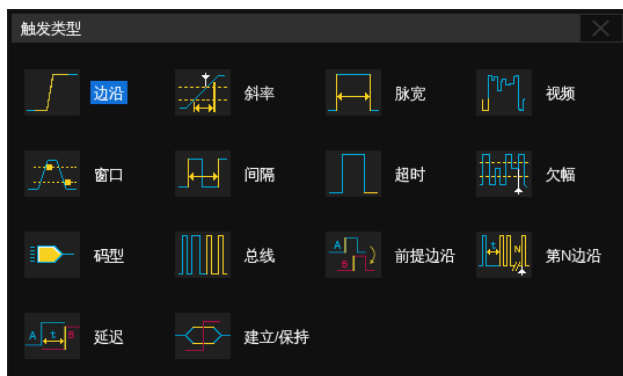 触发类型
边沿 斜率 脉宽 视频
窗口 间隔 超时 欠幅
码型 总线 A B 前提边沿 t N 第N边沿
A t B 延迟 建立/保持